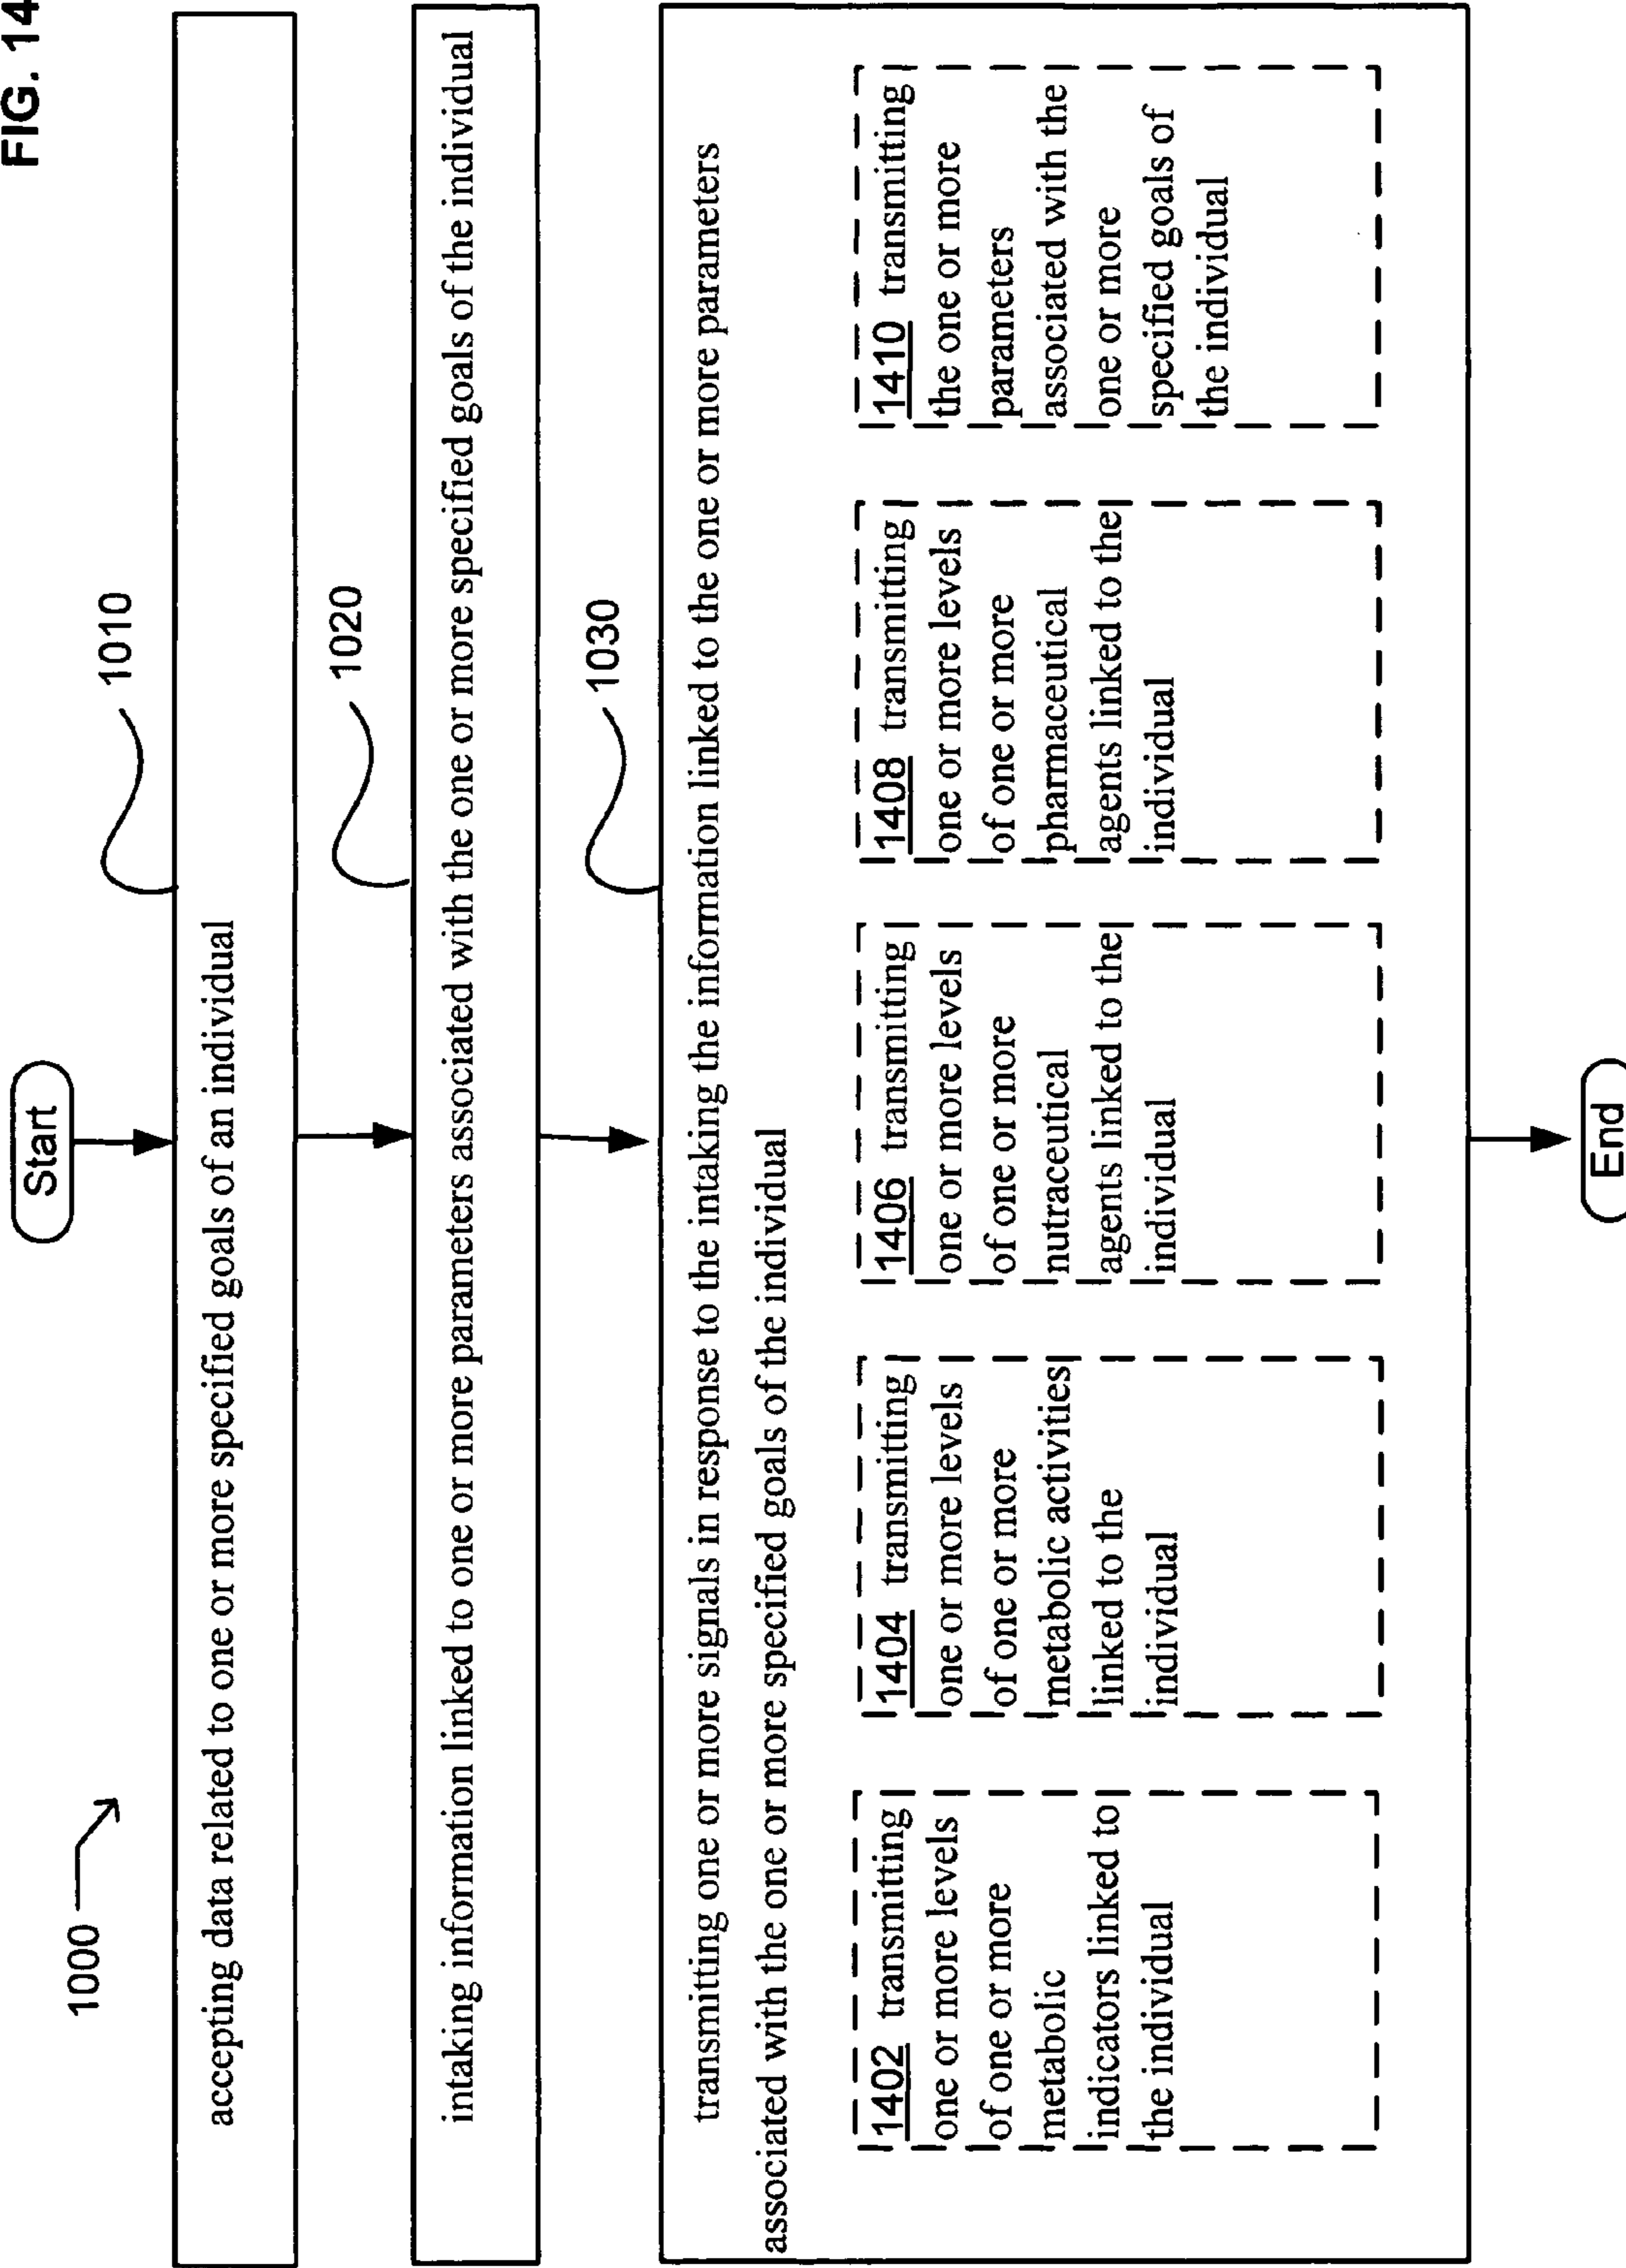 FIG. 14
1000
Start
1010
accepting data related to one or more specified goals of an individual
1020
intaking information linked to one or more parameters associated with the one or more specified goals of the individual
1030
transmitting one or more signals in response to the intaking the information linked to the one or more parameters
associated with the one or more specified goals of the individual
1402 transmitting
one or more levels
of one or more
metabolic
indicators linked to
the individual
1404 transmitting
one or more levels
of one or more
metabolic activities
linked to the
individual
1406 transmitting
one or more levels
of one or more
nutraceutical
agents linked to the
individual
1408 transmitting
one or more levels
of one or more
pharmaceutical
agents linked to the
individual
1410 transmitting
the one or more
parameters
associated with the
one or more
specified goals of
the individual
End